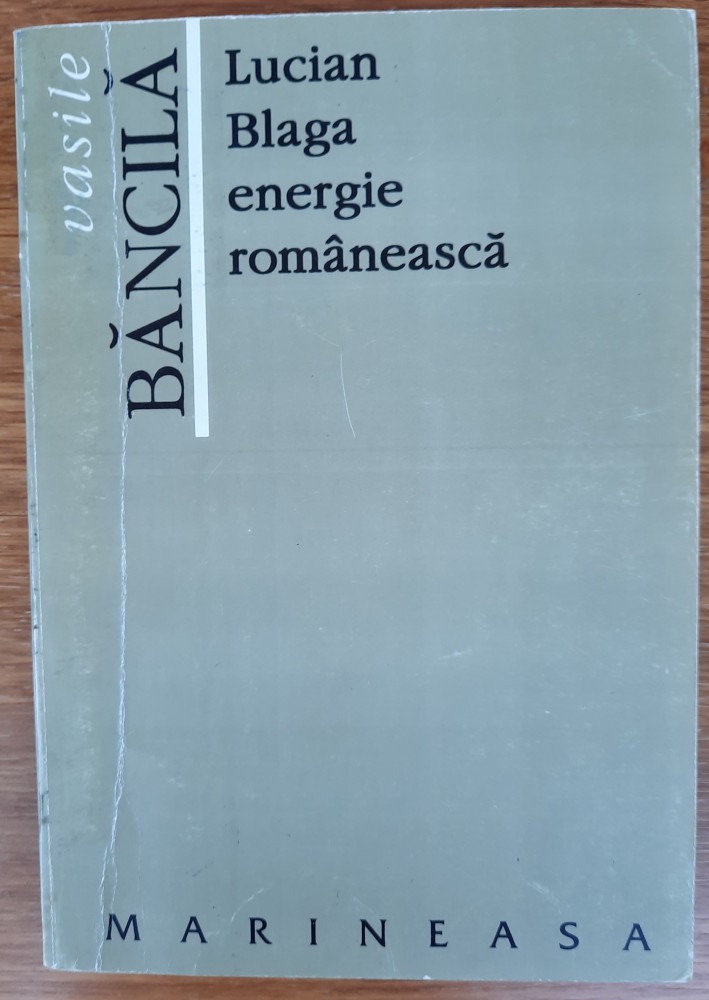 vasile
BĂNCILĂ
Lucian
Blaga
energie
românească
MARINEASA